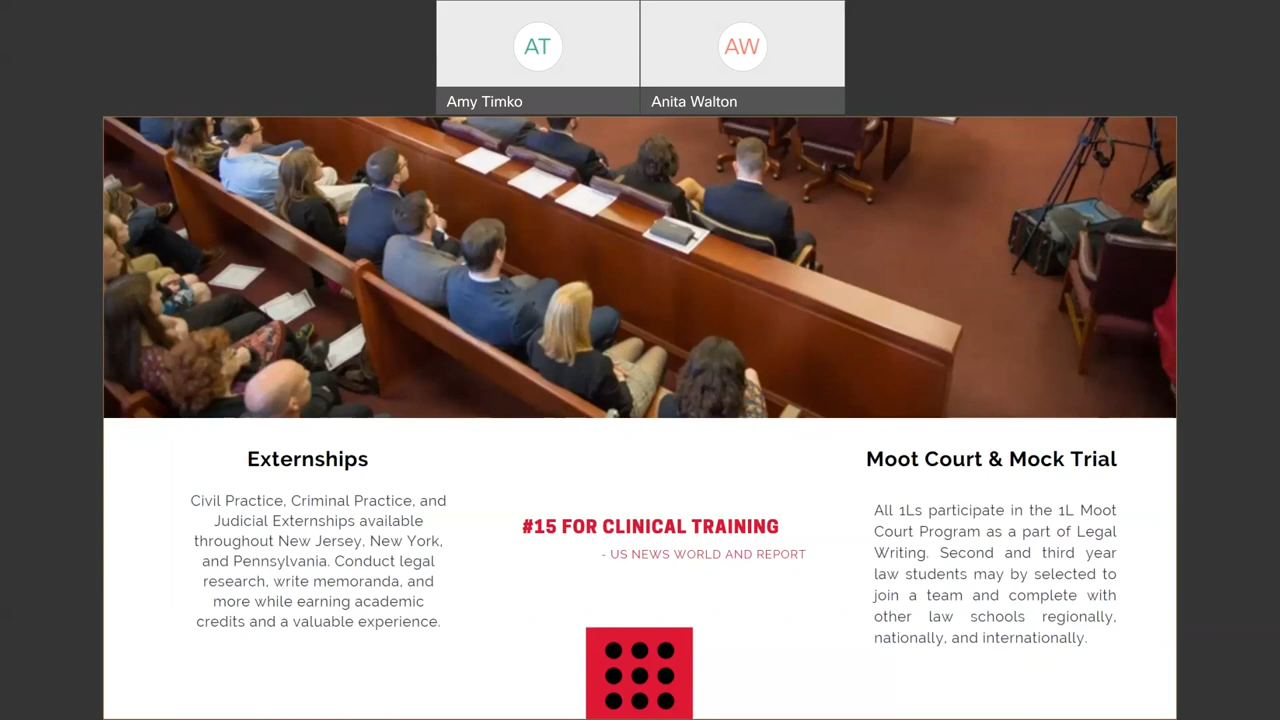 AT
AW
Amy Timko
Anita Walton
Externships
Civil Practice, Criminal Practice, and
Judicial Externships available
throughout New Jersey, New York,
and Pennsylvania. Conduct legal
research, write memoranda, and
more while earning academic
credits and a valuable experience.
#15 FOR CLINICAL TRAINING
- US NEWS WORLD AND REPORT
Moot Court & Mock Trial
All 1Ls participate in the 1L Moot
Court Program as a part of Legal
Writing. Second and third year
law students may by selected to
join a team and complete with
other law schools regionally,
nationally, and internationally.